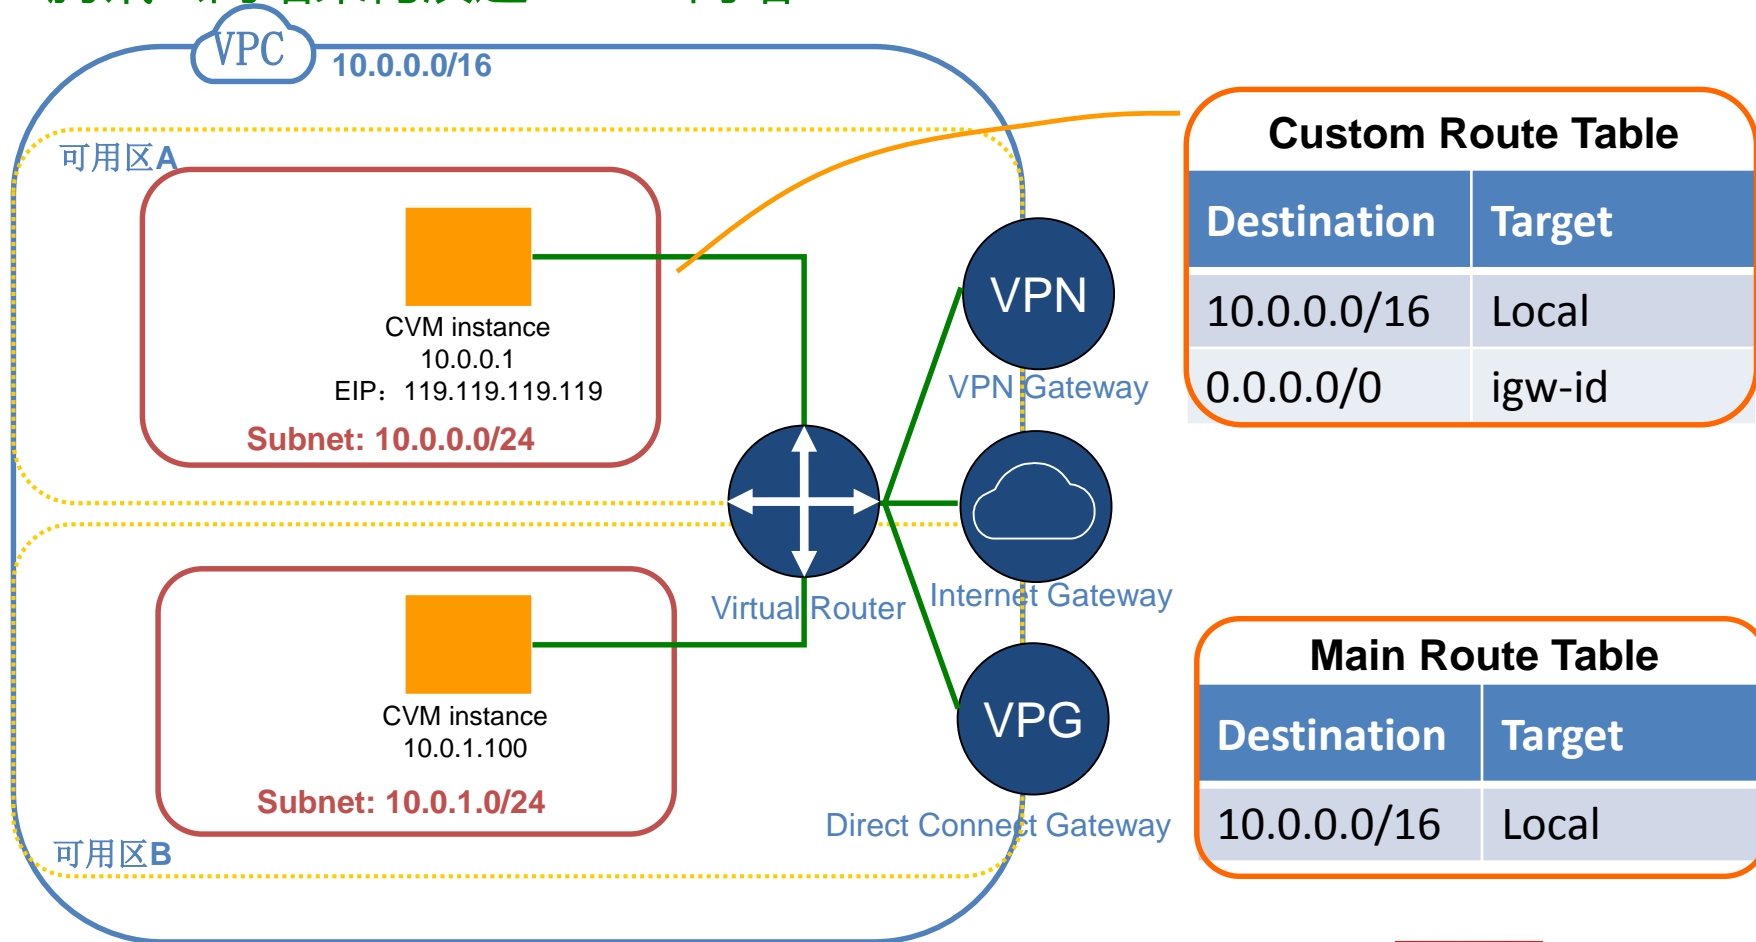 VPC
10.0.0.0/16
可用区A
CVM instance
10.0.0.1
EIP：119.119.119.119
Subnet: 10.0.0.0/24
VPN
VPN Gateway
Virtual Router
Internet Gateway
CVM instance
10.0.1.100
Subnet: 10.0.1.0/24
VPG
Direct Connect Gateway
可用区B
Custom Route Table
Destination Target
10.0.0.0/16 Local
0.0.0.0/0 igw-id
Main Route Table
Destination Target
10.0.0.0/16 Local